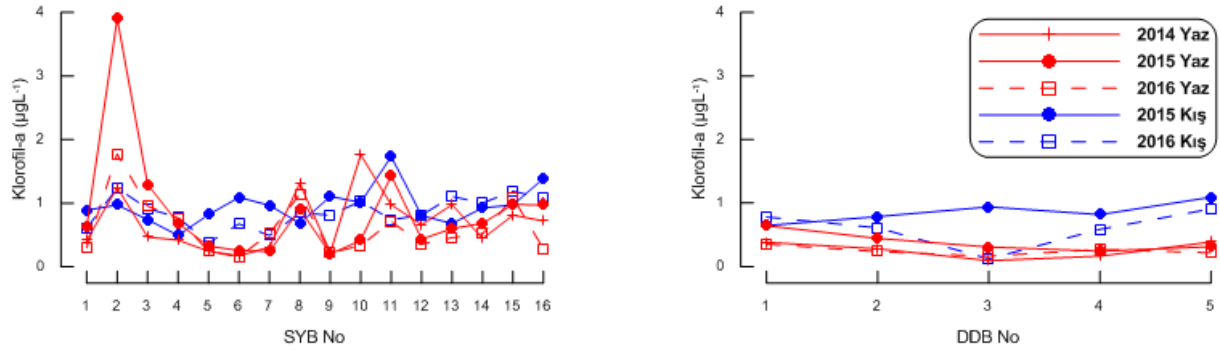 Klorofil-a (µgL⁻¹)
4
3
2
1
0
1 2 3 4 5 6 7 8 9 10 11 12 13 14 15 16
SYB No
Klorofil-a (µgL⁻¹)
4
3
2
1
0
1 2 3 4 5
DDB No
2014 Yaz
2015 Yaz
2016 Yaz
2015 Kış
2016 Kış